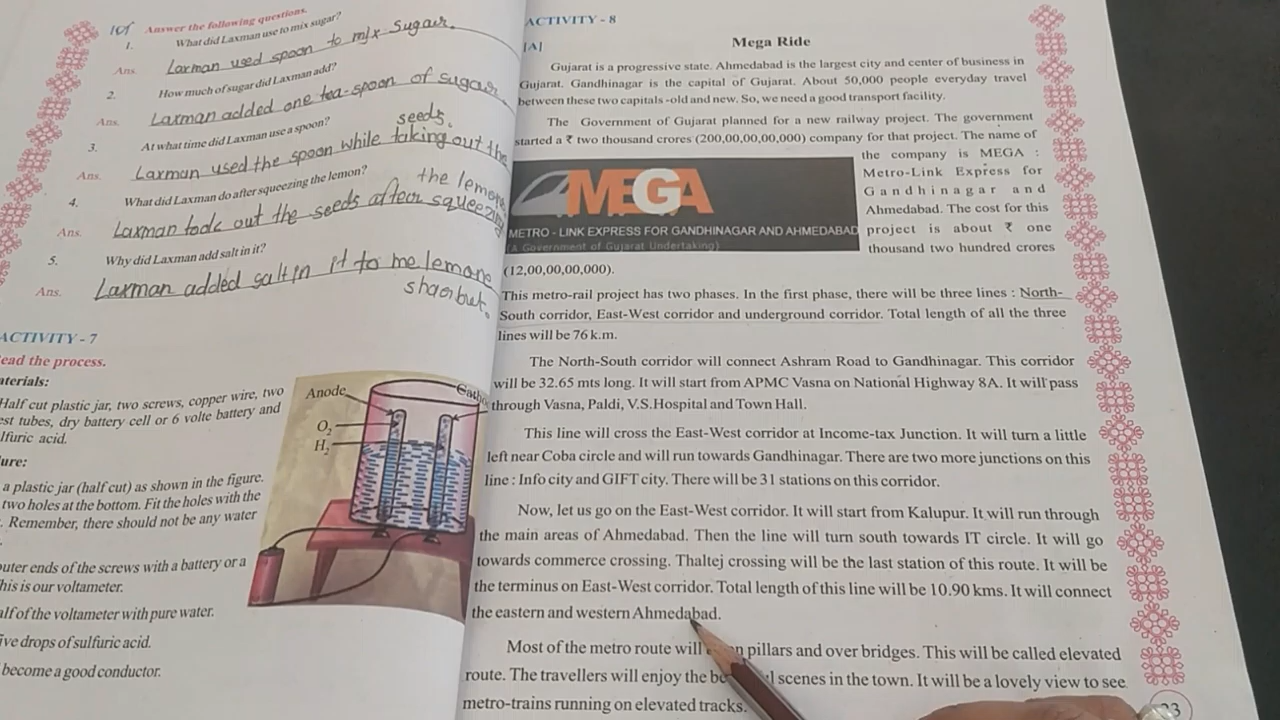 Answer the following questions.
1. What did Laxman use to mix sugar?
Ans. Laxman used spoon to mix sugar.
2. How much of sugar did Laxman add?
Ans. Laxman added one tea-spoon of sugar
3. At what time did Laxman use a spoon?
seeds.
Ans. Laxman used the spoon while taking out the
4. What did Laxman do after squeezing the lemon?
the lemon
Ans. Laxman took out the seeds after squeezing
5. Why did Laxman add salt in it?
Ans. Laxman added salt in it to me lemone
sharbut.
ACTIVITY - 7
ead the process.
aterials:
Half cut plastic jar, two screws, copper wire, two
est tubes, dry battery cell or 6 volte battery and
lfuric acid.
ure:
a plastic jar (half cut) as shown in the figure.
two holes at the bottom. Fit the holes with the
. Remember, there should not be any water
outer ends of the screws with a battery or a
his is our voltameter.
alf of the voltameter with pure water.
ive drops of sulfuric acid.
become a good conductor.
Anode
Catho
O2
H2
ACTIVITY - 8
[A]
Mega Ride
Gujarat is a progressive state. Ahmedabad is the largest city and center of business in
Gujarat. Gandhinagar is the capital of Gujarat. About 50,000 people everyday travel
between these two capitals -old and new. So, we need a good transport facility.
The Government of Gujarat planned for a new railway project. The government
started a ₹ two thousand crores (200,00,00,00,000) company for that project. The name of
the company is MEGA :
Metro-Link Express for
Gandhinagar and
Ahmedabad. The cost for this
project is about ₹ one
thousand two hundred crores
MEGA
METRO - LINK EXPRESS FOR GANDHINAGAR AND AHMEDABAD
(A Government of Gujarat Undertaking)
(12,00,00,00,000).
This metro-rail project has two phases. In the first phase, there will be three lines : North-
South corridor, East-West corridor and underground corridor. Total length of all the three
lines will be 76 k.m.
The North-South corridor will connect Ashram Road to Gandhinagar. This corridor
will be 32.65 mts long. It will start from APMC Vasna on National Highway 8A. It will pass
through Vasna, Paldi, V.S.Hospital and Town Hall.
This line will cross the East-West corridor at Income-tax Junction. It will turn a little
left near Coba circle and will run towards Gandhinagar. There are two more junctions on this
line : Info city and GIFT city. There will be 31 stations on this corridor.
Now, let us go on the East-West corridor. It will start from Kalupur. It will run through
the main areas of Ahmedabad. Then the line will turn south towards IT circle. It will go
towards commerce crossing. Thaltej crossing will be the last station of this route. It will be
the terminus on East-West corridor. Total length of this line will be 10.90 kms. It will connect
the eastern and western Ahmedabad.
Most of the metro route will pillars and over bridges. This will be called elevated
route. The travellers will enjoy the scenes in the town. It will be a lovely view to see
metro-trains running on elevated tracks.